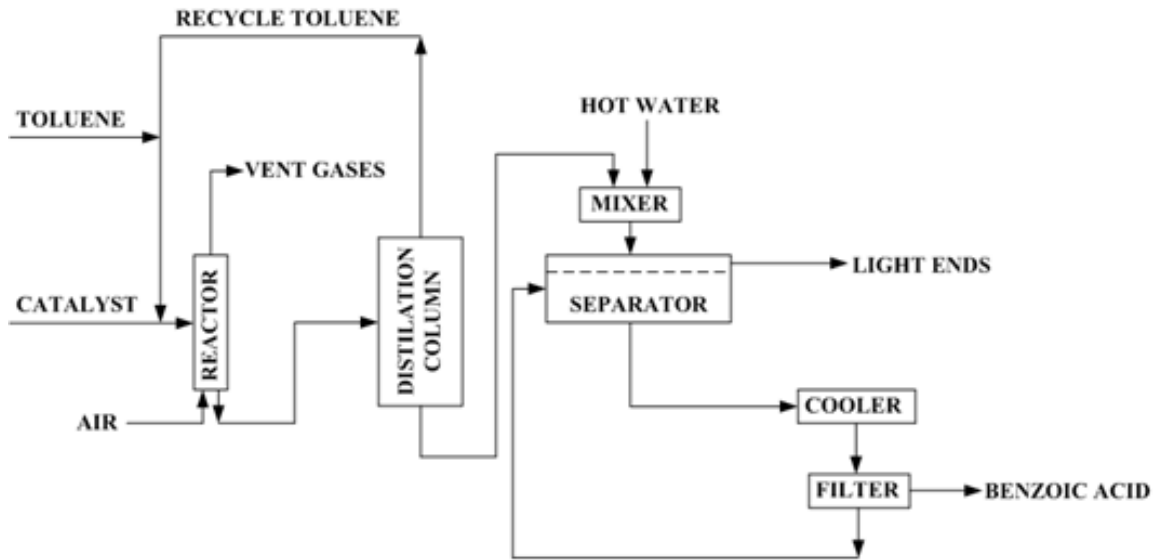 RECYCLE TOLUENE
TOLUENE
HOT WATER
VENT GASES
MIXER
LIGHT ENDS
SEPARATOR
CATALYST
REACTOR
DISTILATION
COLUMN
AIR
COOLER
FILTER
BENZOIC ACID